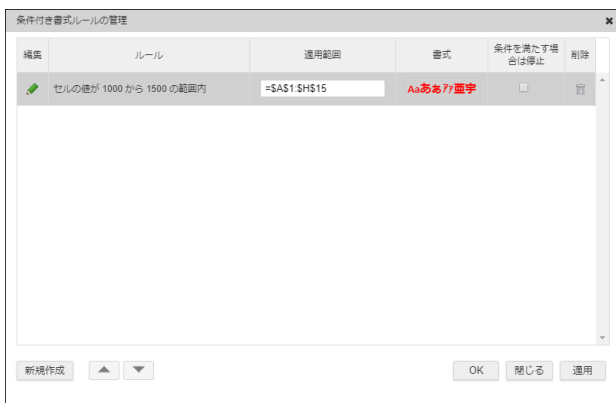 条件付き書式ルールの管理
編集 ルール 適用範囲 書式 条件を満たす場合は停止 削除
セルの値が 1000 から 1500 の範囲内 =$A$1:$H$15 Aaあぁアァ亜宇
新規作成 OK 閉じる 適用